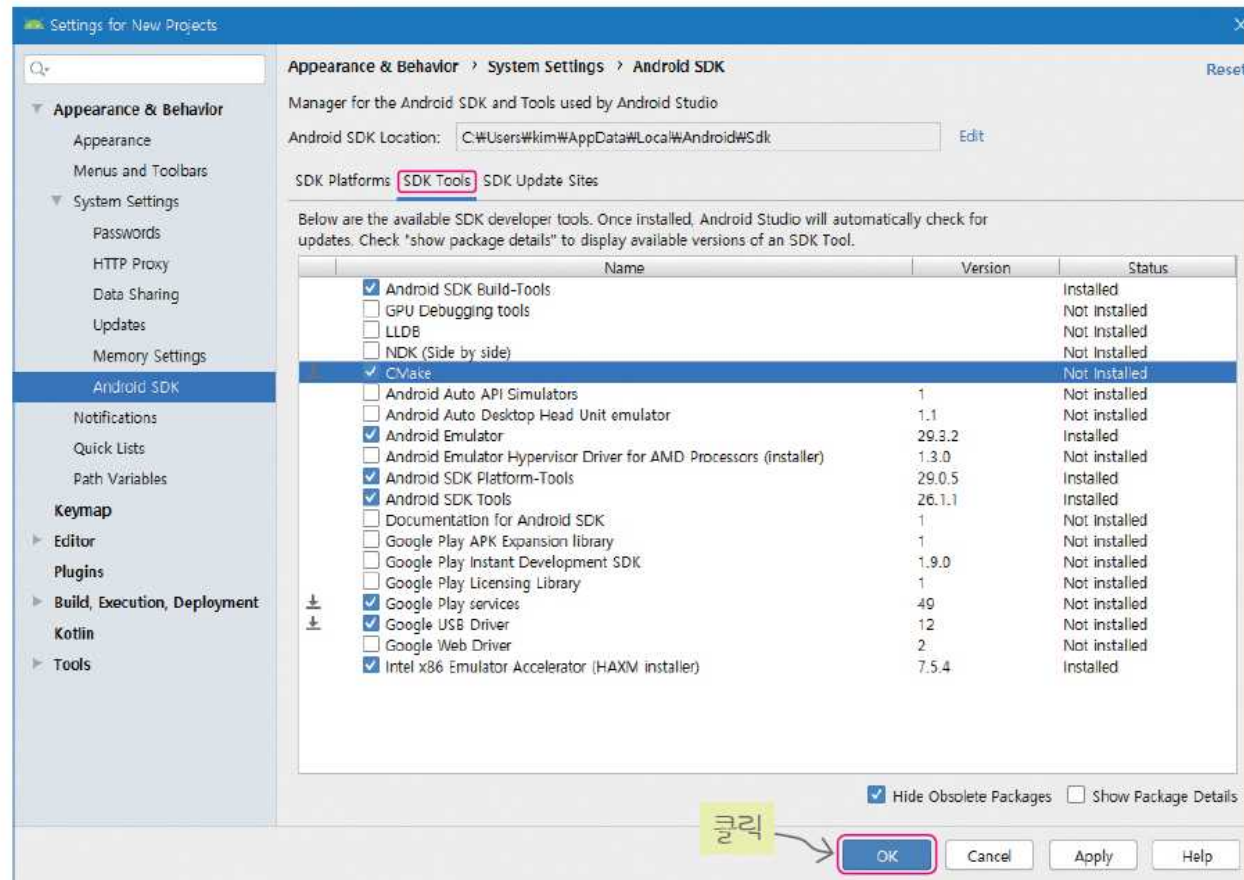 Settings for New Projects
Appearance & Behavior
Appearance
Menus and Toolbars
System Settings
Passwords
HTTP Proxy
Data Sharing
Updates
Memory Settings
Android SDK
Notifications
Quick Lists
Path Variables
Keymap
Editor
Plugins
Build, Execution, Deployment
Kotlin
Tools
Appearance & Behavior > System Settings > Android SDK
Reset
Manager for the Android SDK and Tools used by Android Studio
Android SDK Location: C:₩Users₩kim₩AppData₩Local₩Android₩Sdk Edit
SDK Platforms SDK Tools SDK Update Sites
Below are the available SDK developer tools. Once installed, Android Studio will automatically check for
updates. Check "show package details" to display available versions of an SDK Tool.
Name Version Status
Android SDK Build-Tools Installed
GPU Debugging tools Not Installed
LLDB Not Installed
NDK (Side by side) Not Installed
CMake Not Installed
Android Auto API Simulators 1 Not installed
Android Auto Desktop Head Unit emulator 1.1 Not installed
Android Emulator 29.3.2 Installed
Android Emulator Hypervisor Driver for AMD Processors (installer) 1.3.0 Not installed
Android SDK Platform-Tools 29.0.5 Installed
Android SDK Tools 26.1.1 Installed
Documentation for Android SDK 1 Not installed
Google Play APK Expansion library 1 Not installed
Google Play Instant Development SDK 1.9.0 Not installed
Google Play Licensing Library 1 Not installed
Google Play services 49 Not installed
Google USB Driver 12 Not installed
Google Web Driver 2 Not installed
Intel x86 Emulator Accelerator (HAXM installer) 7.5.4 Installed
Hide Obsolete Packages Show Package Details
클릭
OK Cancel Apply Help